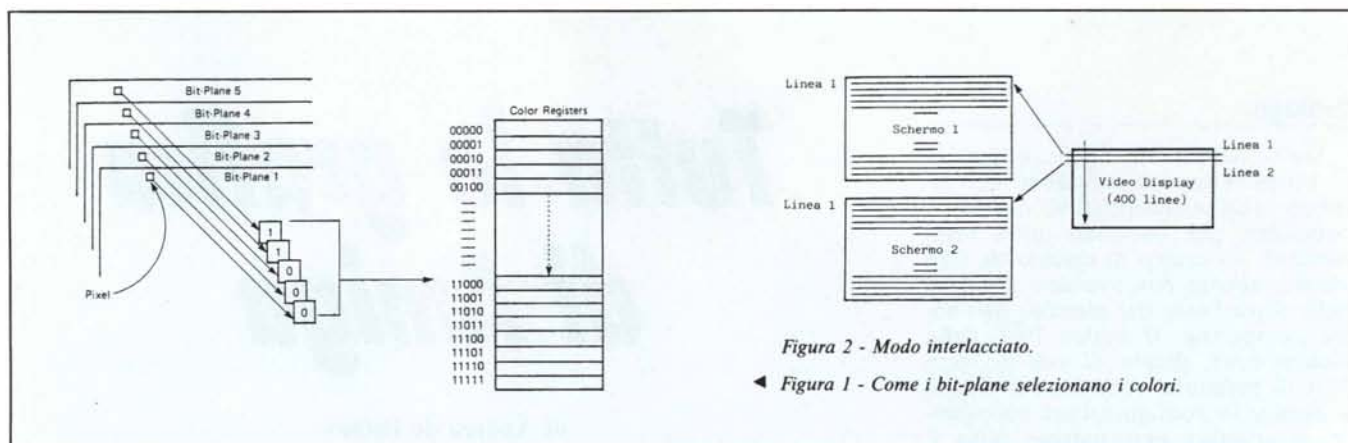 Bit-Plane 5
Bit-Plane 4
Bit-Plane 3
Bit-Plane 2
Bit-Plane 1
Pixel
1
1
0
0
0
Color Registers
00000
00001
00010
00011
00100
11000
11001
11010
11011
11100
11101
11110
11111
Linea 1
Schermo 1
Linea 1
Schermo 2
Linea 1
Linea 2
Video Display
(400 linee)
Figura 2 - Modo interlacciato.
◄ Figura 1 - Come i bit-plane selezionano i colori.